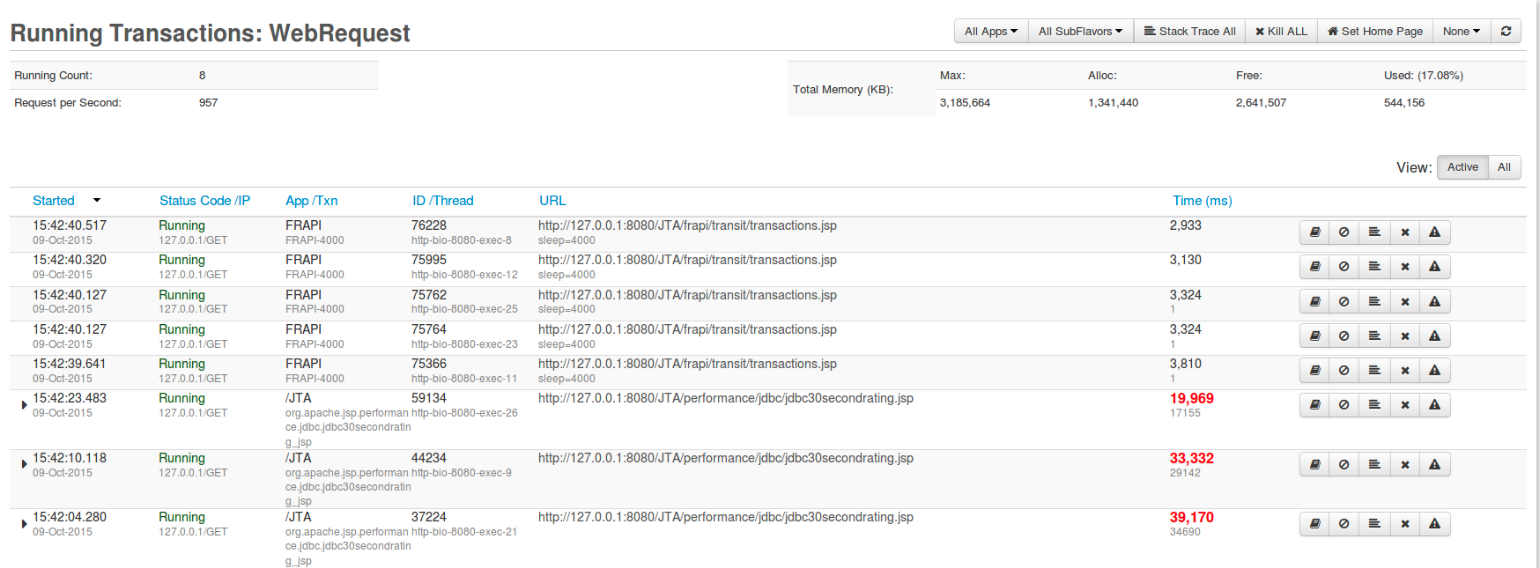 Running Transactions: WebRequest
All Apps All SubFlavors Stack Trace All Kill ALL Set Home Page None
Running Count: 8
Request per Second: 957
Total Memory (KB):
Max: Alloc: Free: Used: (17.08%)
3,185,664 1,341,440 2,641,507 544,156
View: Active All
Started Status Code /IP App /Txn ID /Thread URL Time (ms)
15:42:40.517 Running FRAPI 76228 http://127.0.0.1:8080/JTA/frapi/transit/transactions.jsp 2,933
09-Oct-2015 127.0.0.1/GET FRAPI-4000 http-bio-8080-exec-8 sleep=4000
15:42:40.320 Running FRAPI 75995 http://127.0.0.1:8080/JTA/frapi/transit/transactions.jsp 3,130
09-Oct-2015 127.0.0.1/GET FRAPI-4000 http-bio-8080-exec-12 sleep=4000
15:42:40.127 Running FRAPI 75762 http://127.0.0.1:8080/JTA/frapi/transit/transactions.jsp 3,324
09-Oct-2015 127.0.0.1/GET FRAPI-4000 http-bio-8080-exec-25 sleep=4000 1
15:42:40.127 Running FRAPI 75764 http://127.0.0.1:8080/JTA/frapi/transit/transactions.jsp 3,324
09-Oct-2015 127.0.0.1/GET FRAPI-4000 http-bio-8080-exec-23 sleep=4000 1
15:42:39.641 Running FRAPI 75366 http://127.0.0.1:8080/JTA/frapi/transit/transactions.jsp 3,810
09-Oct-2015 127.0.0.1/GET FRAPI-4000 http-bio-8080-exec-11 sleep=4000 1
15:42:23.483 Running /JTA 59134 http://127.0.0.1:8080/JTA/performance/jdbc/jdbc30secondrating.jsp 19,969
09-Oct-2015 127.0.0.1/GET org.apache.jsp.performan http-bio-8080-exec-26 17155
ce.jdbc.jdbc30secondratin
g_jsp
15:42:10.118 Running /JTA 44234 http://127.0.0.1:8080/JTA/performance/jdbc/jdbc30secondrating.jsp 33,332
09-Oct-2015 127.0.0.1/GET org.apache.jsp.performan http-bio-8080-exec-9 29142
ce.jdbc.jdbc30secondratin
g_jsp
15:42:04.280 Running /JTA 37224 http://127.0.0.1:8080/JTA/performance/jdbc/jdbc30secondrating.jsp 39,170
09-Oct-2015 127.0.0.1/GET org.apache.jsp.performan http-bio-8080-exec-21 34690
ce.jdbc.jdbc30secondratin
g_jsp